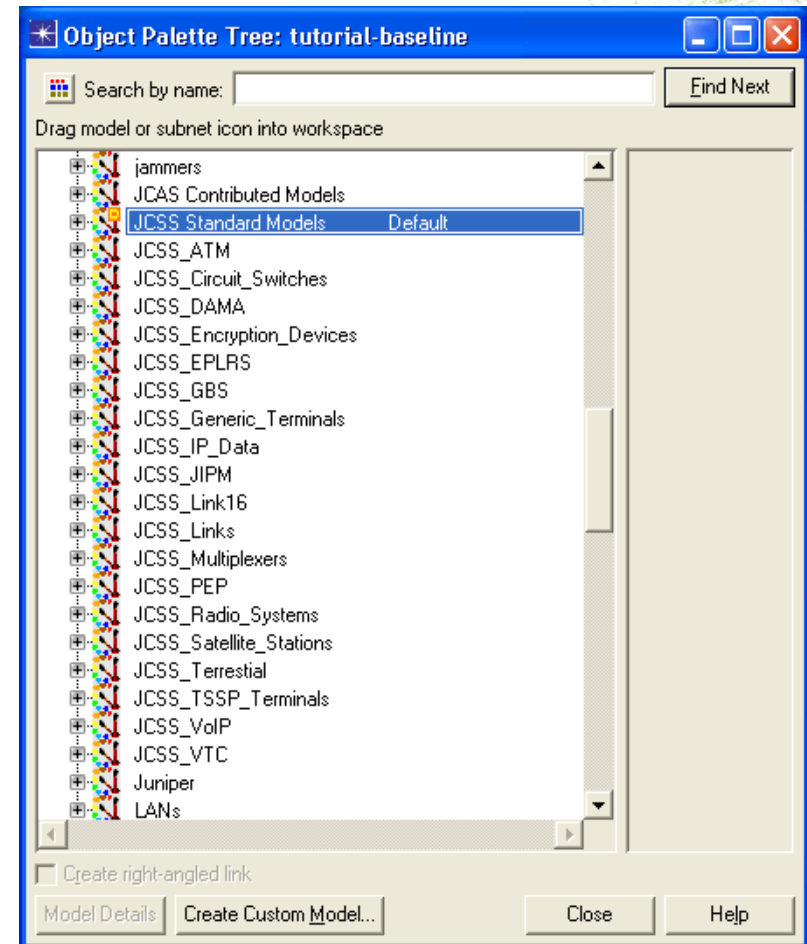 Object Palette Tree: tutorial-baseline
Search by name:
Find Next
Drag model or subnet icon into workspace
jammers
JCAS Contributed Models
JCSS Standard Models Default
JCSS_ATM
JCSS_Circuit_Switches
JCSS_DAMA
JCSS_Encryption_Devices
JCSS_EPLRS
JCSS_GBS
JCSS_Generic_Terminals
JCSS_IP_Data
JCSS_JIPM
JCSS_Link16
JCSS_Links
JCSS_Multiplexers
JCSS_PEP
JCSS_Radio_Systems
JCSS_Satellite_Stations
JCSS_Terrestial
JCSS_TSSP_Terminals
JCSS_VoIP
JCSS_VTC
Juniper
LANs
Create right-angled link
Model Details Create Custom Model... Close Help